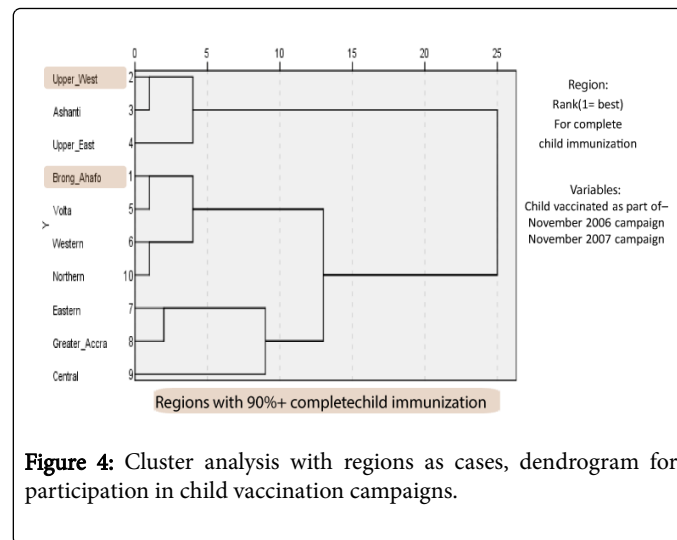 0 5 10 15 20 25
Upper_West 2
Ashanti 3
Upper_East 4
Brong_Ahafo 1
Volta 5
Y
Western 6
Northern 10
Eastern 7
Greater_Accra 8
Central 9
Region:
Rank(1= best)
For complete
child immunization
Variables:
Child vaccinated as part of–
November 2006 campaign
November 2007 campaign
Regions with 90%+ completechild immunization
Figure 4: Cluster analysis with regions as cases, dendrogram for
participation in child vaccination campaigns.